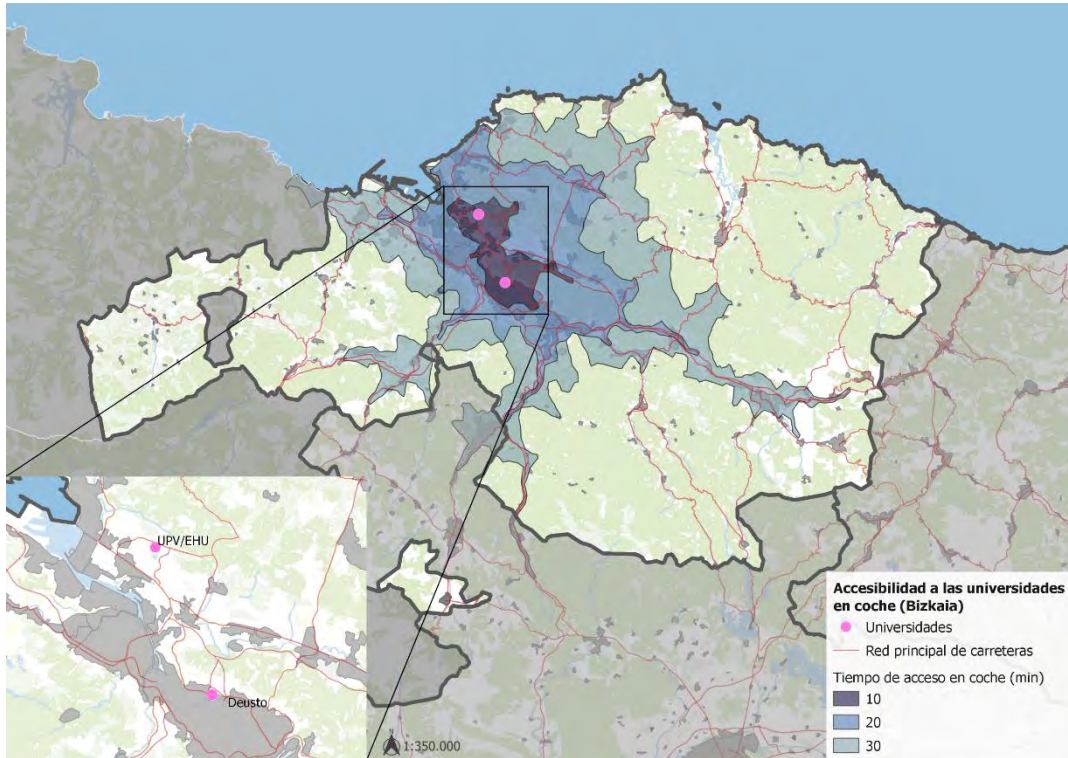 UPV/EHU
Deusto
1:350.000
Accesibilidad a las universidades
en coche (Bizkaia)
Universidades
Red principal de carreteras
Tiempo de acceso en coche (min)
10
20
30